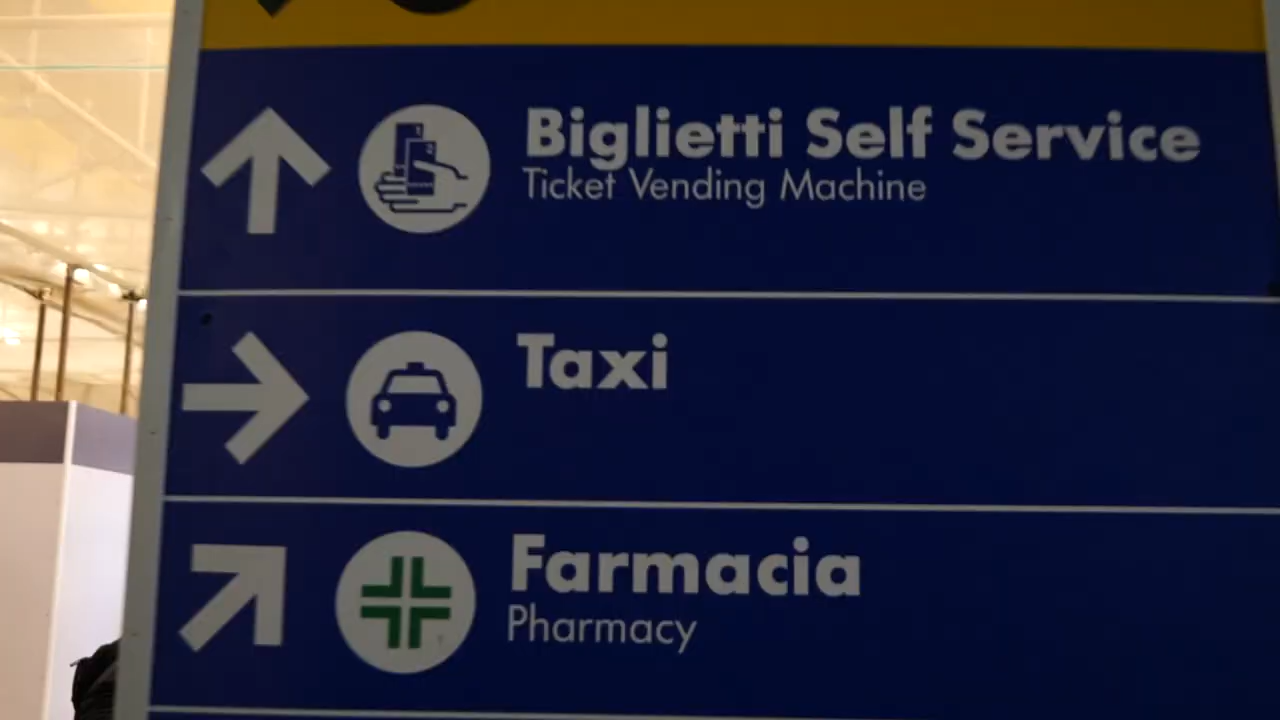 Biglietti Self Service
Ticket Vending Machine
Taxi
Farmacia
Pharmacy